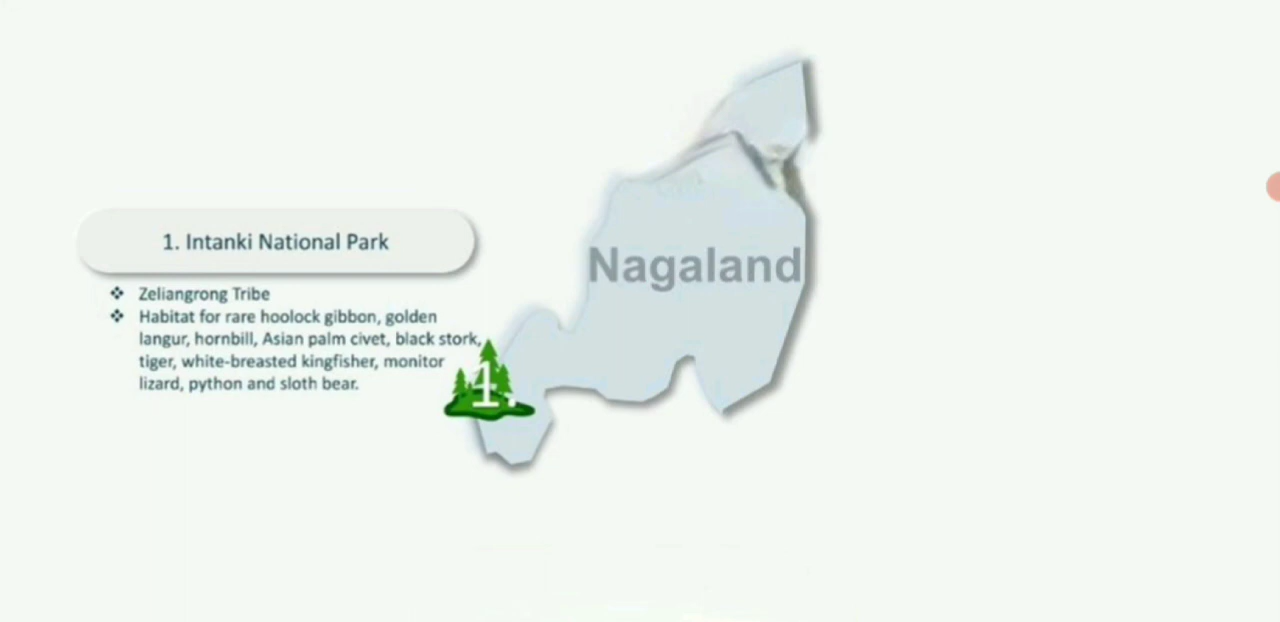 Nagaland
1. Intanki National Park
❖ Zeliangrong Tribe
❖ Habitat for rare hoolock gibbon, golden
langur, hornbill, Asian palm civet, black stork,
tiger, white-breasted kingfisher, monitor
lizard, python and sloth bear.
1.